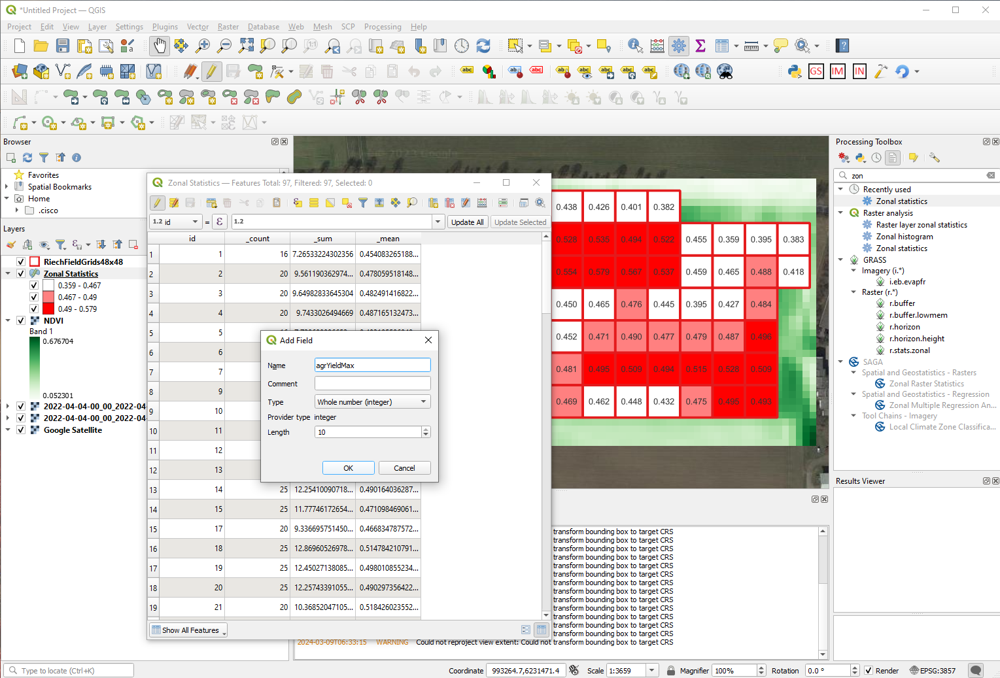 *Untitled Project — QGIS
Project Edit View Layer Settings Plugins Vector Raster Database Web Mesh SCP Processing Help
GS IM IN
Browser
Favorites
Spatial Bookmarks
Home
.cisco
Layers
RiechFieldGrids48x48
Zonal Statistics
0.359 - 0.467
0.467 - 0.49
0.49 - 0.579
NDVI
Band 1
0.676704
0.052301
2022-04-04-00_00_2022-04
2022-04-04-00_00_2022-04
Google Satellite
Zonal Statistics — Features Total: 97, Filtered: 97, Selected: 0
1.2 id = ε 1.2 Update All Update Selected
id _count _sum _mean
1 1 16 7.26533224302356 0.454083265188...
2 2 20 9.561190362974... 0.478059518148...
3 3 20 9.64982833645304 0.482491416822...
4 4 20 9.7433026494669 0.487165132473...
5 5
6 6
7 7
8 9
9 10
10 11
11 12
12 13
13 14 25 12.25410090718... 0.490164036287...
14 15 25 11.77746172654... 0.471098469061...
15 17 20 9.336695751450... 0.466834787572...
16 18 25 12.86960526978... 0.514784210791...
17 19 25 12.45027138085... 0.498010855234...
18 20 25 12.25743391055... 0.490297356422...
19 21 20 10.36852047105... 0.518426023552...
Show All Features
Add Field
Name agrYieldMax
Comment
Type Whole number (integer)
Provider type integer
Length 10
OK Cancel
© 2023 Google
0.438 0.426 0.401 0.382
0.528 0.535 0.494 0.522 0.455 0.359 0.395 0.383
0.554 0.579 0.567 0.537 0.459 0.465 0.488 0.418
0.450 0.465 0.476 0.445 0.395 0.427 0.484
0.452 0.471 0.490 0.477 0.479 0.487 0.496
0.481 0.495 0.509 0.494 0.515 0.528 0.509
0.469 0.462 0.448 0.432 0.475 0.495 0.493
transform bounding box to target CRS
transform bounding box to target CRS
transform bounding box to target CRS
transform bounding box to target CRS
transform bounding box to target CRS
transform bounding box to target CRS
transform bounding box to target CRS
transform bounding box to target CRS
transform bounding box to target CRS
transform bounding box to target CRS
transform bounding box to target CRS
transform bounding box to target CRS
transform bounding box to target CRS
2024-03-09T06:33:15 WARNING Could not reproject view extent: Could not transform bounding box to target CRS
Processing Toolbox
zon
Recently used
Zonal statistics
Raster analysis
Raster layer zonal statistics
Zonal histogram
Zonal statistics
GRASS
Imagery (i.*)
i.eb.evapfr
Raster (r.*)
r.buffer
r.buffer.lowmem
r.horizon
r.horizon.height
r.stats.zonal
SAGA
Spatial and Geostatistics - Rasters
Zonal Raster Statistics
Spatial and Geostatistics - Regression
Zonal Multiple Regression An...
Tool Chains - Imagery
Local Climate Zone Classifica...
Results Viewer
Type to locate (Ctrl+K)
Coordinate 993264.7,6231471.4 Scale 1:3659 Magnifier 100% Rotation 0.0 ° Render EPSG:3857